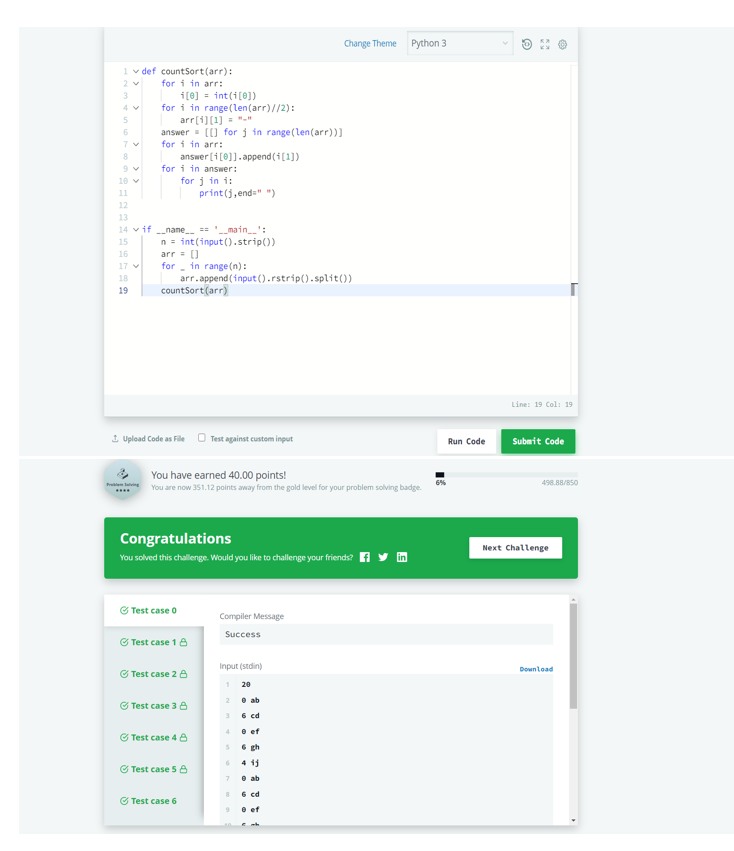 Change Theme Python 3
1 def countSort(arr):
2 for i in arr:
3 i[0] = int(i[0])
4 for i in range(len(arr)//2):
5 arr[i][1] = "-"
6 answer = [[] for j in range(len(arr))]
7 for i in arr:
8 answer[i[0]].append(i[1])
9 for i in answer:
10 for j in i:
11 print(j,end=" ")
12
13
14 if __name__ == '__main__':
15 n = int(input().strip())
16 arr = []
17 for _ in range(n):
18 arr.append(input().rstrip().split())
19 countSort(arr)
Line: 19 Col: 19
Upload Code as File Test against custom input Run Code Submit Code
Problem Solving
You have earned 40.00 points!
You are now 351.12 points away from the gold level for your problem solving badge.
6% 498.88/850
Congratulations
You solved this challenge. Would you like to challenge your friends?
Next Challenge
Test case 0
Test case 1
Test case 2
Test case 3
Test case 4
Test case 5
Test case 6
Compiler Message
Success
Input (stdin) Download
1 20
2 0 ab
3 6 cd
4 0 ef
5 6 gh
6 4 ij
7 0 ab
8 6 cd
9 0 ef
10 6 gh